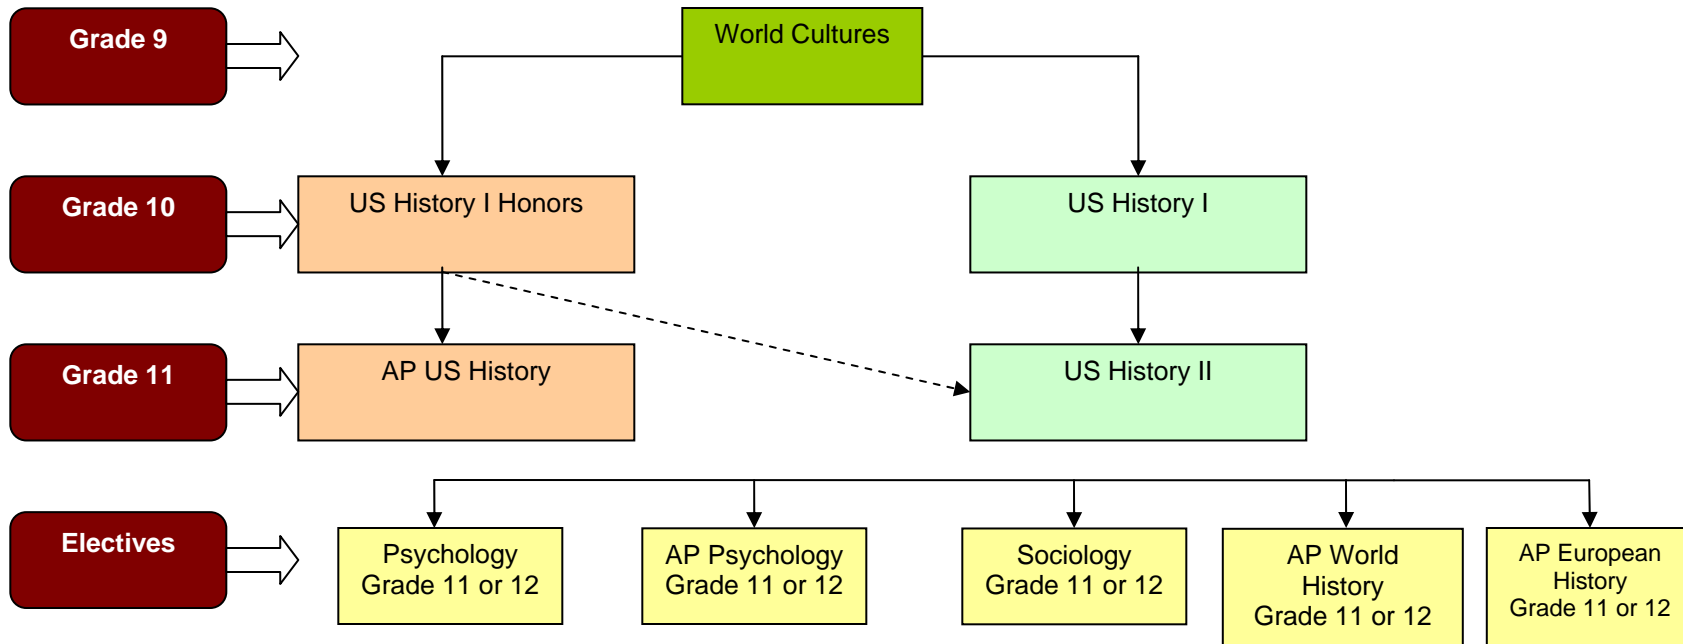 Grade 9
World Cultures
Grade 10
US History I Honors
US History I
Grade 11
AP US History
US History II
Electives
Psychology
Grade 11 or 12
AP Psychology
Grade 11 or 12
Sociology
Grade 11 or 12
AP World
History
Grade 11 or 12
AP European
History
Grade 11 or 12